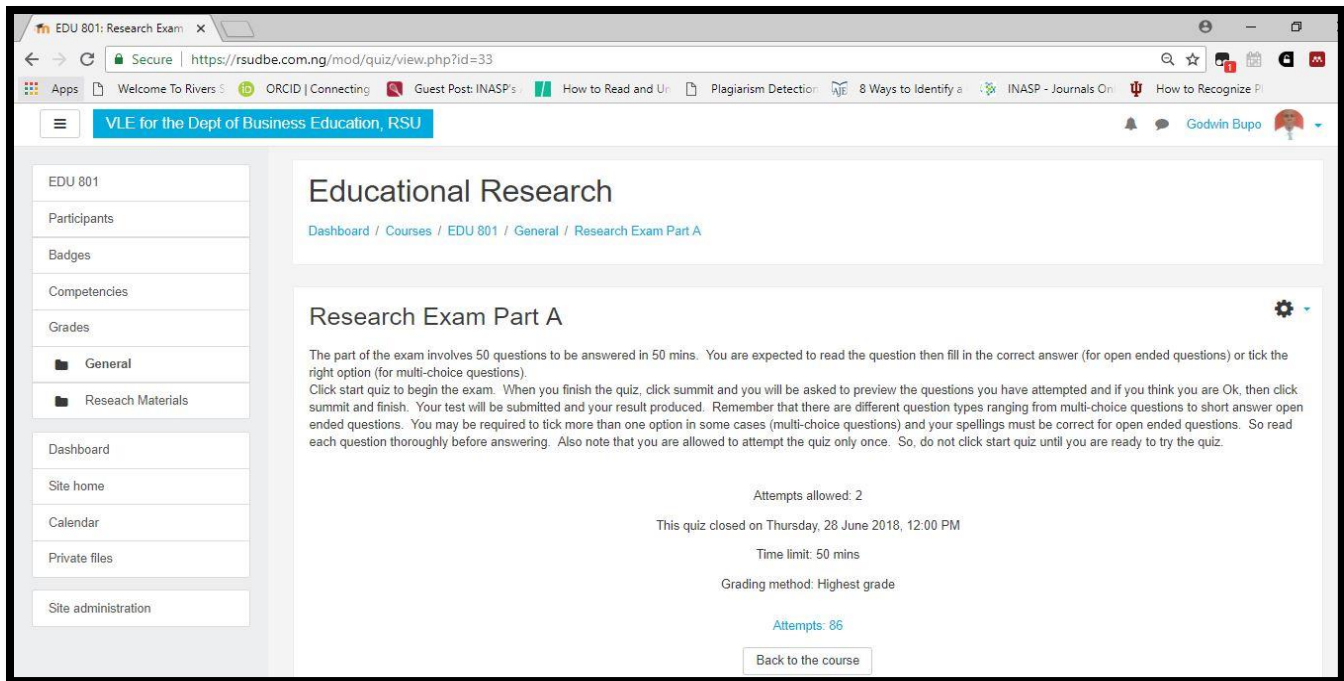 EDU 801: Research Exam
Secure | https://rsudbe.com.ng/mod/quiz/view.php?id=33
Apps Welcome To Rivers S ORCID | Connecting Guest Post: INASP's How to Read and Un Plagiarism Detection AJE 8 Ways to Identify a INASP - Journals On How to Recognize Pl
VLE for the Dept of Business Education, RSU
Godwin Bupo
EDU 801
Participants
Badges
Competencies
Grades
General
Reseach Materials
Dashboard
Site home
Calendar
Private files
Site administration
Educational Research
Dashboard / Courses / EDU 801 / General / Research Exam Part A
Research Exam Part A
The part of the exam involves 50 questions to be answered in 50 mins. You are expected to read the question then fill in the correct answer (for open ended questions) or tick the
right option (for multi-choice questions).
Click start quiz to begin the exam. When you finish the quiz, click summit and you will be asked to preview the questions you have attempted and if you think you are Ok, then click
summit and finish. Your test will be submitted and your result produced. Remember that there are different question types ranging from multi-choice questions to short answer open
ended questions. You may be required to tick more than one option in some cases (multi-choice questions) and your spellings must be correct for open ended questions. So read
each question thoroughly before answering. Also note that you are allowed to attempt the quiz only once. So, do not click start quiz until you are ready to try the quiz.
Attempts allowed: 2
This quiz closed on Thursday, 28 June 2018, 12:00 PM
Time limit: 50 mins
Grading method: Highest grade
Attempts: 86
Back to the course